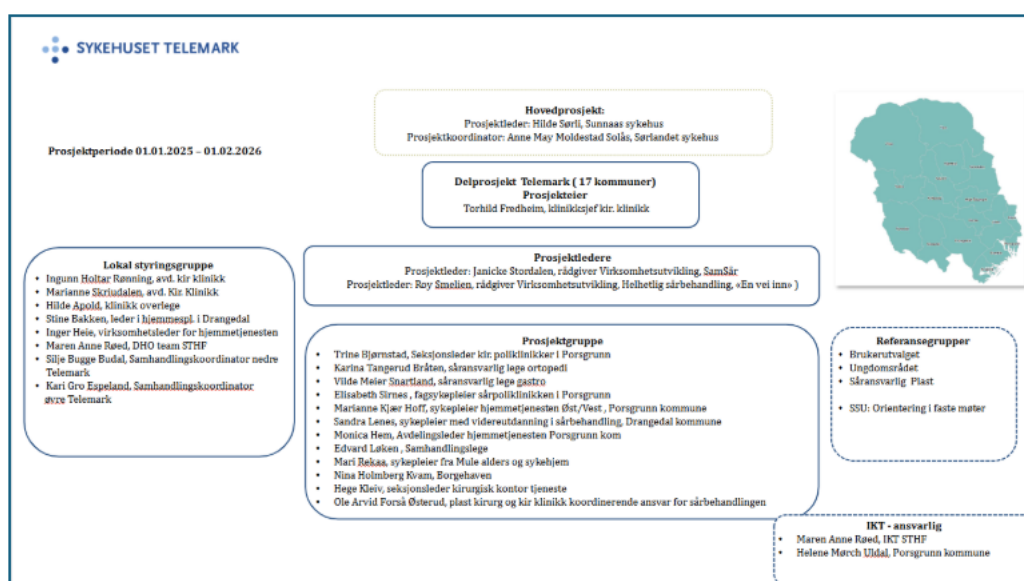 SYKEHUSET TELEMARK
Hovedprosjekt:
Prosjektleder: Hilde Sørli, Sunnaas sykehus
Prosjektkoordinator: Anne May Moldestad Solås, Sørlandet sykehus
Prosjektperiode 01.01.2025 – 01.02.2026
Delprosjekt Telemark ( 17 kommuner)
Prosjekteier
Torhild Fredheim, klinikksjef kir. klinikk
Prosjektledere
Prosjektleder: Janicke Stordalen, rådgiver Virksomhetsutvikling, SamSår
Prosjektleder: Roy Smelien, rådgiver Virksomhetsutvikling, Helhetlig sårbehandling, «En vei inn» )
Lokal styringsgruppe
• Ingunn Holtar Rønning, avd. kir klinikk
• Marianne Skriudalen, avd. Kir. Klinikk
• Hilde Apold, klinikk overlege
• Stine Bakken, leder i hjemmespl. i Drangedal
• Inger Heie, virksomhetsleder for hjemmetjenesten
• Maren Anne Røed, DHO team STHF
• Silje Bugge Budal, Samhandlingskoordinator nedre
Telemark
• Kari Gro Espeland, Samhandlingskoordinator
øvre Telemark
Prosjektgruppe
• Trine Bjørnstad, Seksjonsleder kir. poliklinikker i Porsgrunn
• Karina Tangerud Bråten, såransvarlig lege ortopedi
• Vilde Meier Snartland, såransvarlig lege gastro
• Elisabeth Sirnes , fagsykepleier sårpoliklinikken i Porsgrunn
• Marianne Kjær Hoff, sykepleier hjemmetjenesten Øst/Vest , Porsgrunn kommune
• Sandra Lenes, sykepleier med videreutdanning i sårbehandling, Drangedal kommune
• Monica Hem, Avdelingsleder hjemmetjenesten Porsgrunn kom
• Edvard Løken , Samhandlingslege
• Mari Rekaa, sykepleier fra Mule alders og sykehjem
• Nina Holmberg Kvam, Borgehaven
• Hege Kleiv, seksjonsleder kirurgisk kontor tjeneste
• Ole Arvid Forså Østerud, plast kirurg og kir klinikk koordinerende ansvar for sårbehandlingen
Referansegrupper
• Brukerutvalget
• Ungdomsrådet
• Såransvarlig Plast
• SSU: Orientering i faste møter
IKT - ansvarlig
• Maren Anne Røed, IKT STHF
• Helene Mørch Uldal, Porsgrunn kommune